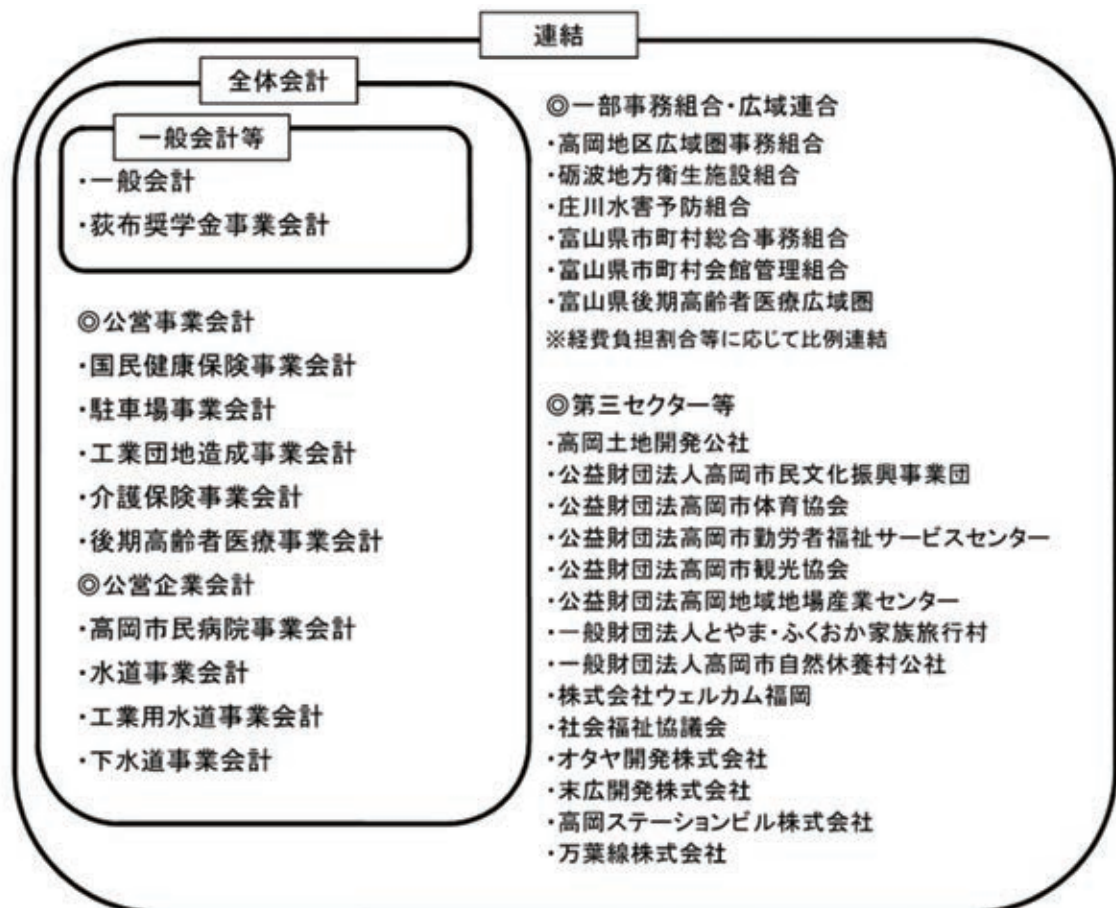 連結
全体会計
一般会計等
・一般会計
・荻布奨学金事業会計
◎公営事業会計
・国民健康保険事業会計
・駐車場事業会計
・工業団地造成事業会計
・介護保険事業会計
・後期高齢者医療事業会計
◎公営企業会計
・高岡市民病院事業会計
・水道事業会計
・工業用水道事業会計
・下水道事業会計
◎一部事務組合・広域連合
・高岡地区広域圏事務組合
・砺波地方衛生施設組合
・庄川水害予防組合
・富山県市町村総合事務組合
・富山県市町村会館管理組合
・富山県後期高齢者医療広域圏
※経費負担割合等に応じて比例連結
◎第三セクター等
・高岡土地開発公社
・公益財団法人高岡市民文化振興事業団
・公益財団法高岡市体育協会
・公益財団法高岡市勤労者福祉サービスセンター
・公益財団法高岡市観光協会
・公益財団法高岡地域地場産業センター
・一般財団法人とやま・ふくおか家族旅行村
・一般財団法人高岡市自然休養村公社
・株式会社ウェルカム福岡
・社会福祉協議会
・オタヤ開発株式会社
・末広開発株式会社
・高岡ステーションビル株式会社
・万葉線株式会社